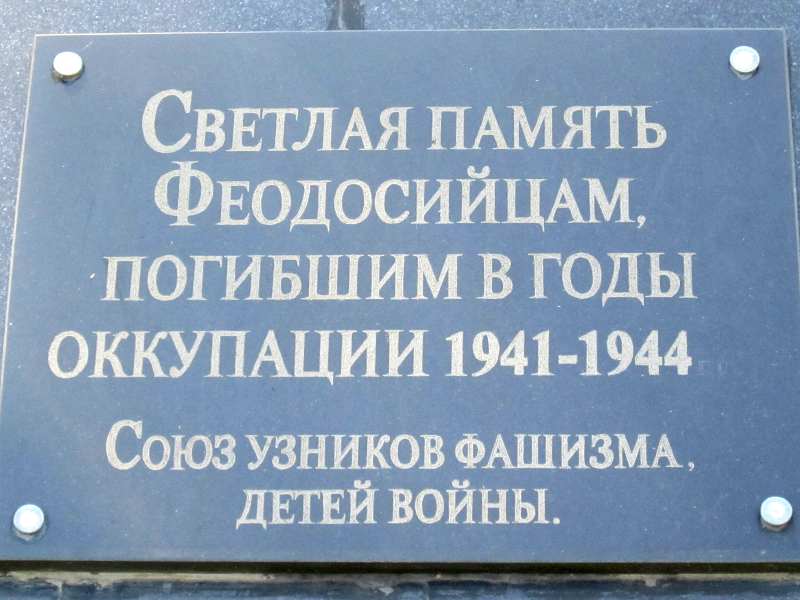 Светлая память
Феодосийцам,
погибшим в годы
оккупации 1941-1944
Союз узников фашизма,
детей войны.